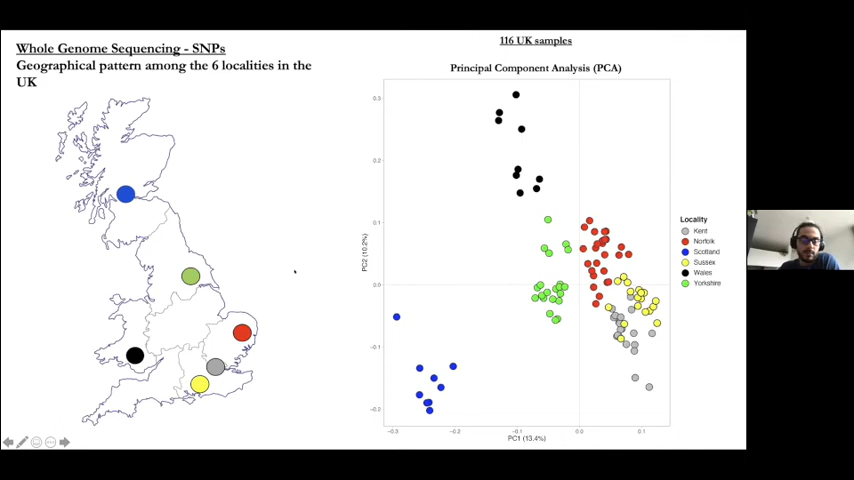 Whole Genome Sequencing - SNPs
Geographical pattern among the 6 localities in the
UK
116 UK samples
Principal Component Analysis (PCA)
0.3
0.2
0.1
0.0
-0.1
-0.2
PC2 (10.2%)
-0.3
-0.2
-0.1
0.0
0.1
PC1 (13.4%)
Locality
Kent
Norfolk
Scotland
Sussex
Wales
Yorkshire